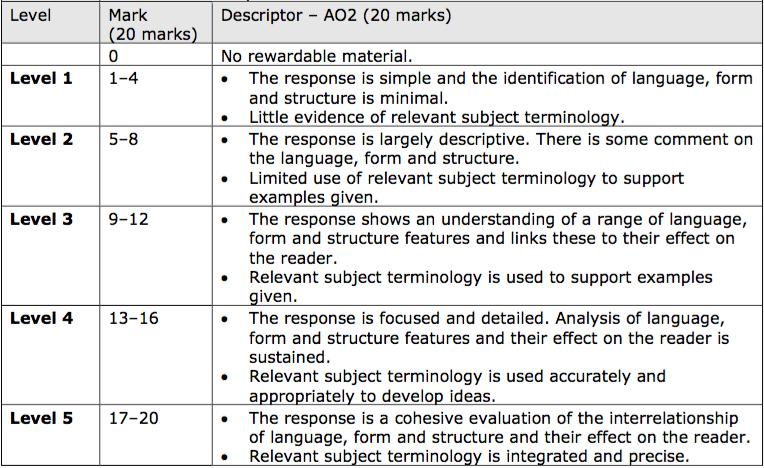 Level Mark Descriptor – AO2 (20 marks)
(20 marks)
0 No rewardable material.
Level 1 1–4 • The response is simple and the identification of language, form
and structure is minimal.
• Little evidence of relevant subject terminology.
Level 2 5–8 • The response is largely descriptive. There is some comment on
the language, form and structure.
• Limited use of relevant subject terminology to support
examples given.
Level 3 9–12 • The response shows an understanding of a range of language,
form and structure features and links these to their effect on
the reader.
• Relevant subject terminology is used to support examples
given.
Level 4 13–16 • The response is focused and detailed. Analysis of language,
form and structure features and their effect on the reader is
sustained.
• Relevant subject terminology is used accurately and
appropriately to develop ideas.
Level 5 17–20 • The response is a cohesive evaluation of the interrelationship
of language, form and structure and their effect on the reader.
• Relevant subject terminology is integrated and precise.